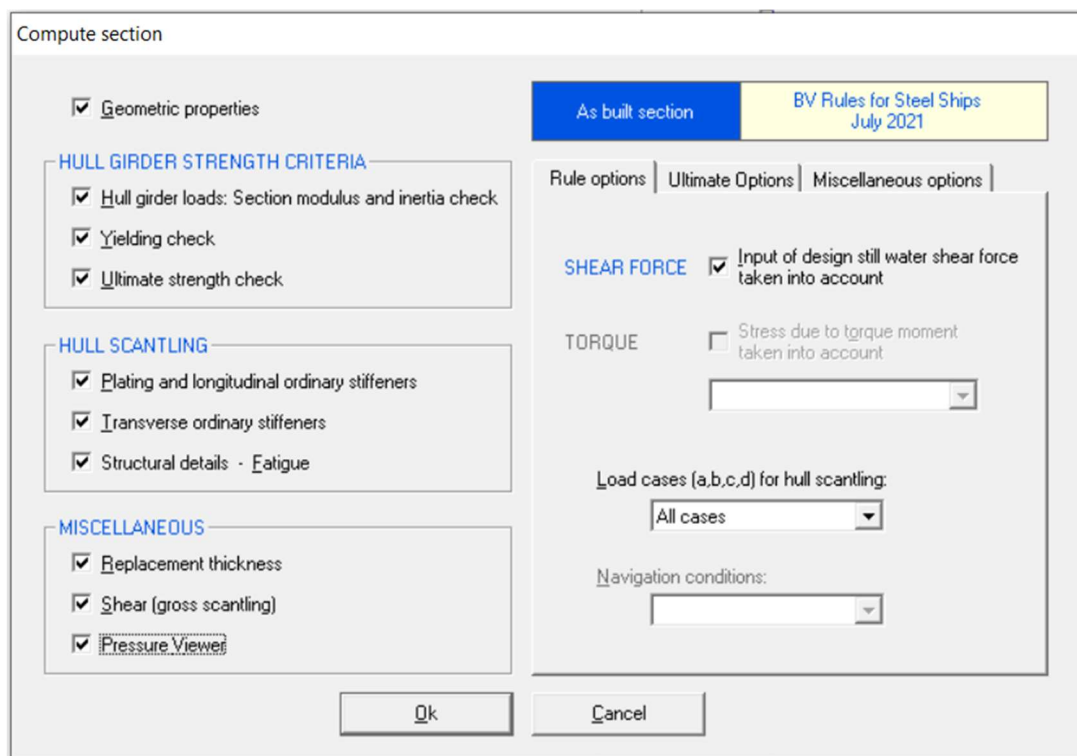 Compute section
Geometric properties
HULL GIRDER STRENGTH CRITERIA
Hull girder loads: Section modulus and inertia check
Yielding check
Ultimate strength check
HULL SCANTLING
Plating and longitudinal ordinary stiffeners
Transverse ordinary stiffeners
Structural details - Fatigue
MISCELLANEOUS
Replacement thickness
Shear (gross scantling)
Pressure Viewer
As built section
BV Rules for Steel Ships
July 2021
Rule options
Ultimate Options
Miscellaneous options
SHEAR FORCE
Input of design still water shear force
taken into account
TORQUE
Stress due to torque moment
taken into account
Load cases (a,b,c,d) for hull scantling:
All cases
Navigation conditions:
Ok
Cancel